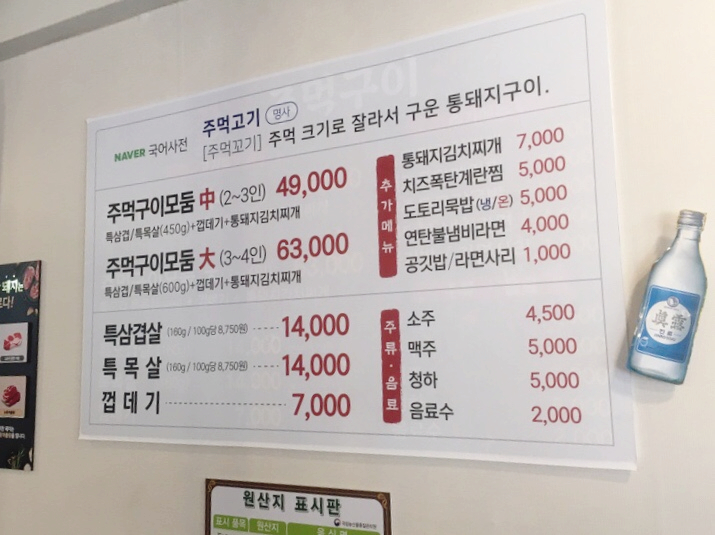 주먹고기 명사
NAVER 국어사전 [주먹꼬기] 주먹 크기로 잘라서 구운 통돼지구이.
주먹구이모둠 中 (2~3인) 49,000
특삼겹/특목살(450g)+껍데기+통돼지김치찌개
주먹구이모둠 大 (3~4인) 63,000
특삼겹/특목살(600g)+껍데기+통돼지김치찌개
추가메뉴
통돼지김치찌개 7,000
치즈폭탄계란찜 5,000
도토리묵밥(냉/온) 5,000
연탄불냄비라면 4,000
공깃밥/라면사리 1,000
특삼겹살 (160g / 100g당 8,750원) 14,000
특목살 (160g / 100g당 8,750원) 14,000
껍데기 7,000
주류·음료
소주 4,500
맥주 5,000
청하 5,000
음료수 2,000
眞露
원산지 표시판
표시 품목 원산지